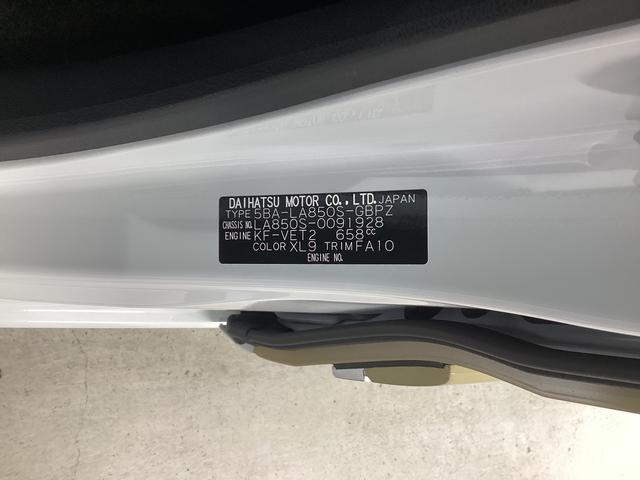 DAIHATSU MOTOR CO.,LTD. JAPAN
TYPE 5BA-LA850S-GBPZ
CHASSIS NO. LA850S-0091928
ENGINE KF-VET2 658cc
COLOR XL9 TRIM FA10
ENGINE NO.